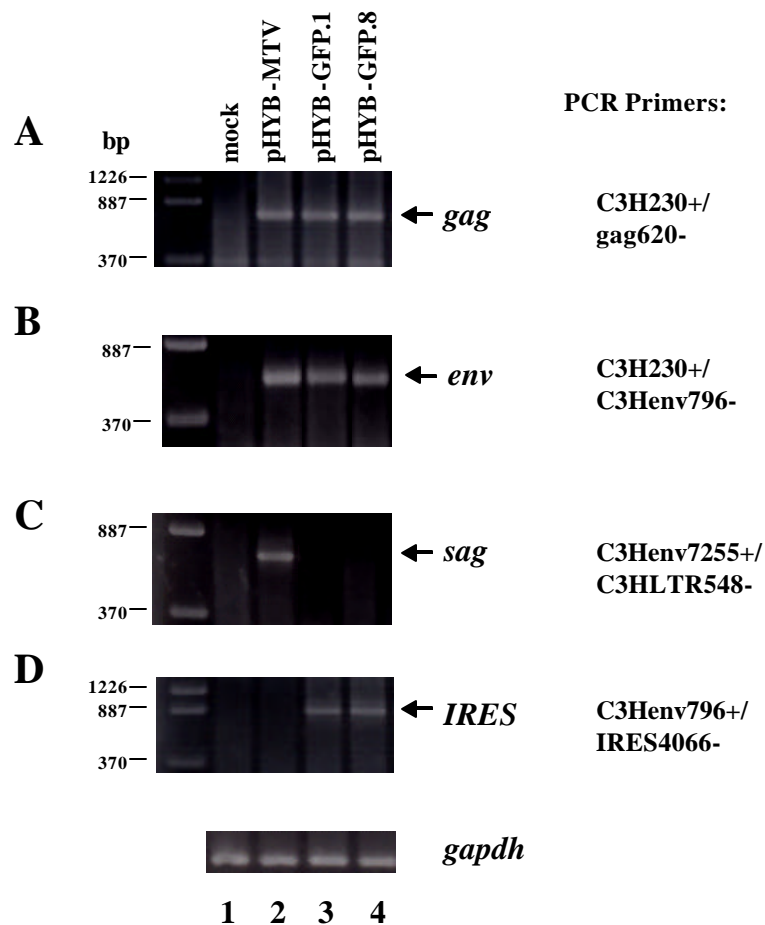 mock
pHYB-MTV
pHYB-GFP.1
pHYB-GFP.8
PCR Primers:
A
bp
1226
887
370
gag
C3H230+/
gag620-
B
887
370
env
C3H230+/
C3Henv796-
C
887
370
sag
C3Henv7255+/
C3HLTR548-
D
1226
887
370
IRES
C3Henv796+/
IRES4066-
gapdh
1 2 3 4